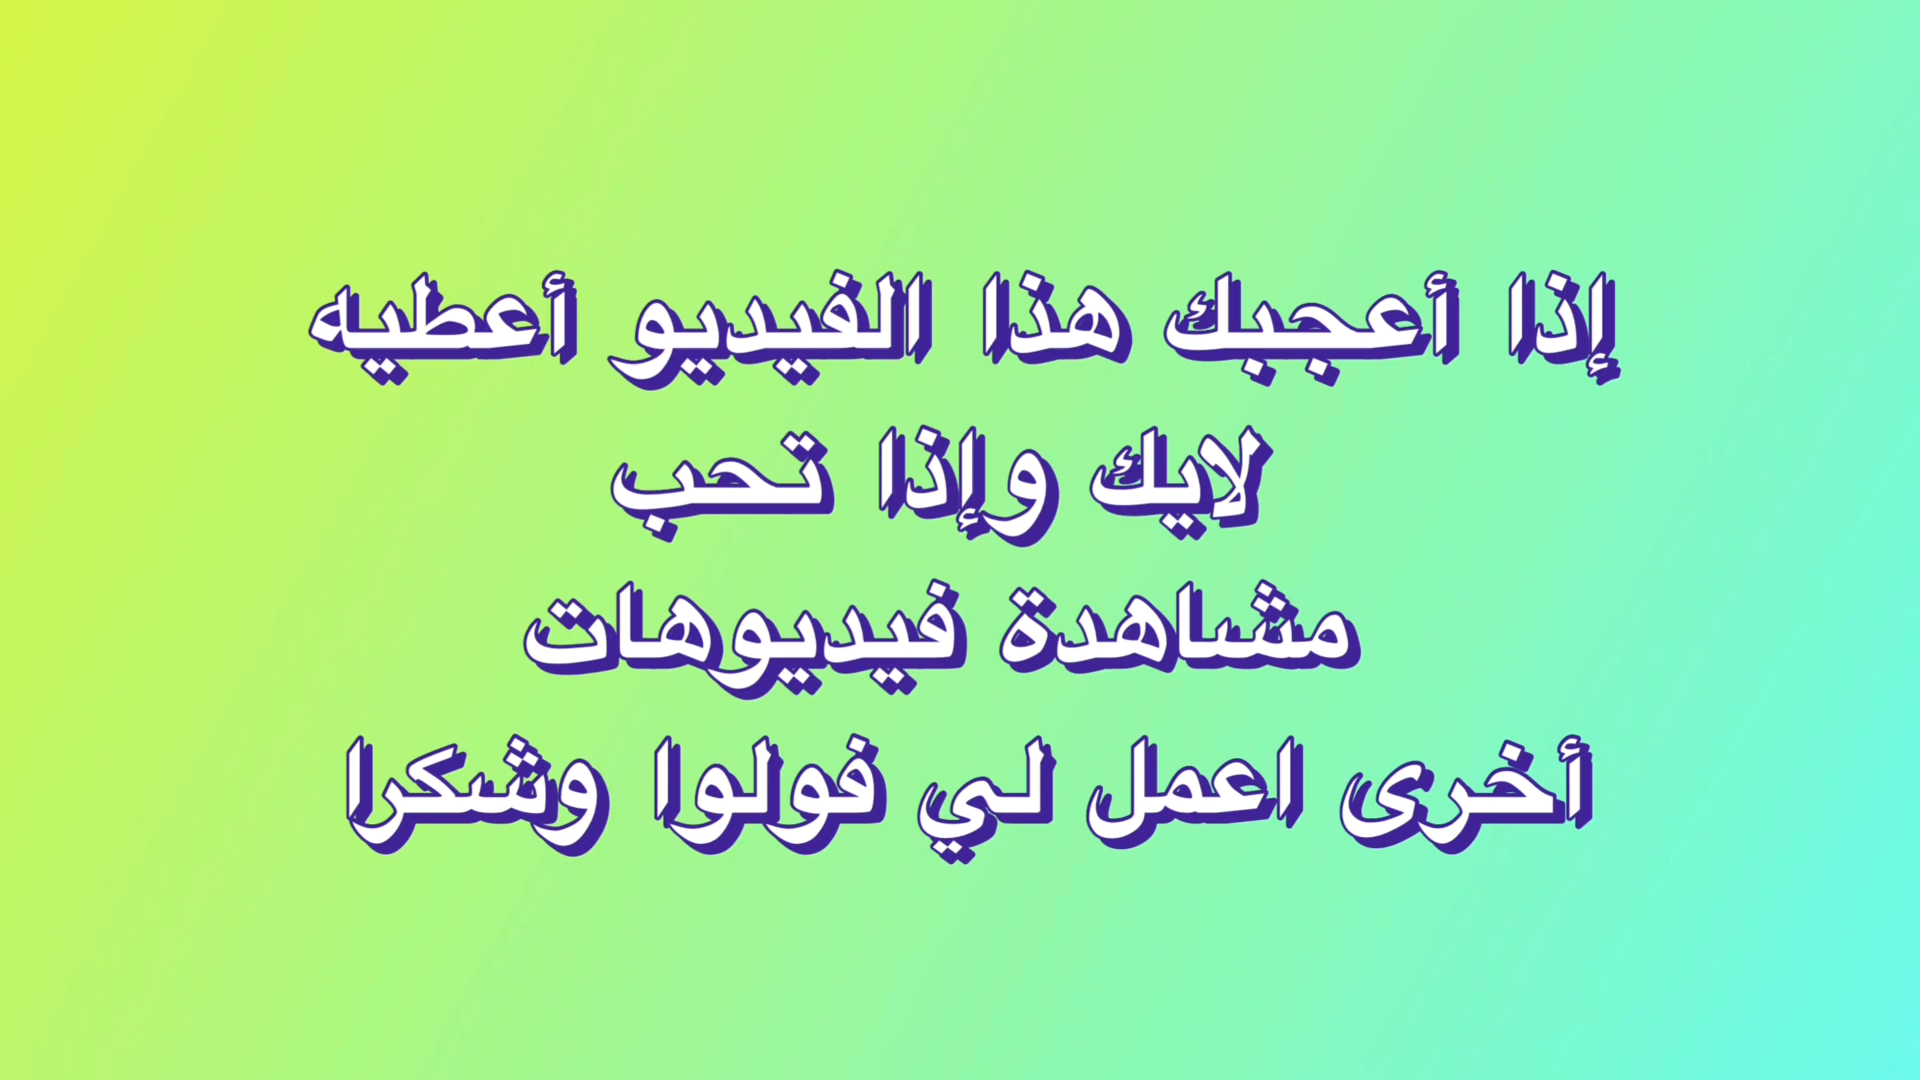 إذا أعجبك هذا الفيديو أعطيه
لايك وإذا تحب
مشاهدة فيديوهات
أخرى اعمل لي فولوا وشكرا